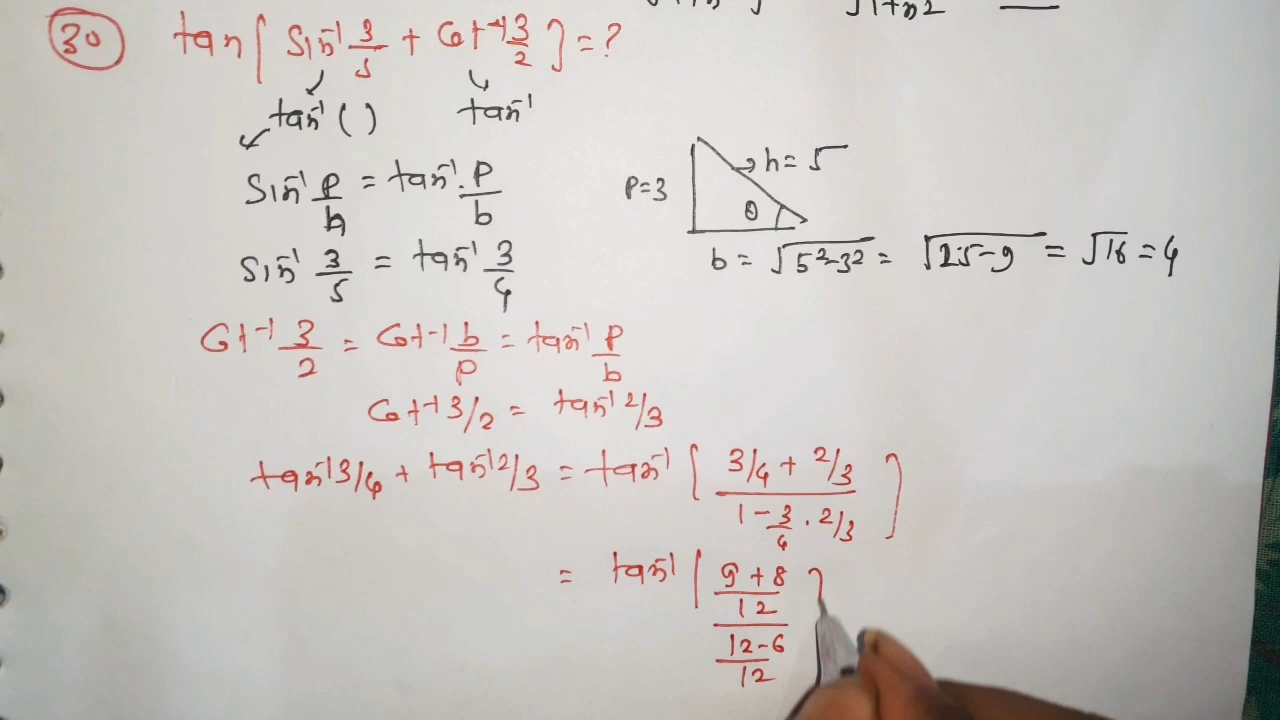 √1+x2
30 tan[ Sin⁻¹ 3/5 + Cot⁻¹ 3/2 ] = ?
tan⁻¹ ( ) tan⁻¹
Sin⁻¹ P/h = tan⁻¹ P/b
P=3 h = 5
θ
b = √5²-3² = √25-9 = √16 = 4
Sin⁻¹ 3/5 = tan⁻¹ 3/4
Cot⁻¹ 3/2 = Cot⁻¹ b/P = tan⁻¹ P/b
Cot⁻¹ 3/2 = tan⁻¹ 2/3
tan⁻¹ 3/4 + tan⁻¹ 2/3 = tan⁻¹ [ (3/4 + 2/3) / (1 - 3/4 . 2/3) ]
= tan⁻¹ [ ((9+8)/12) / ((12-6)/12) ]